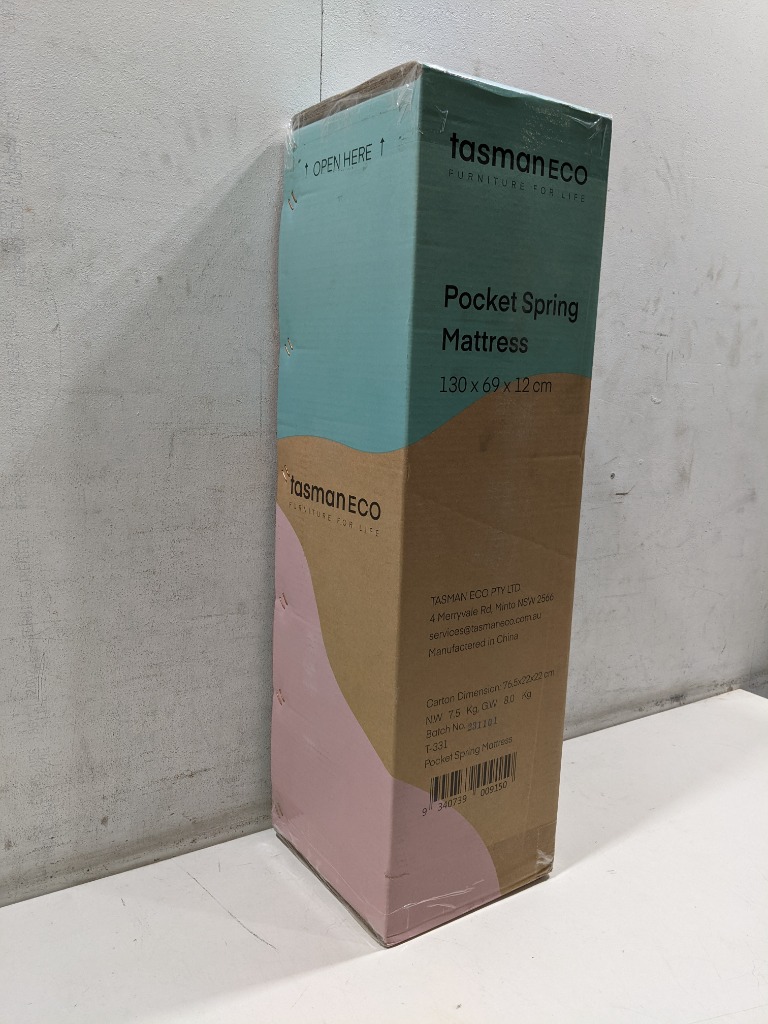 ↑ OPEN HERE ↑
tasmanECO
FURNITURE FOR LIFE
Pocket Spring
Mattress
130 x 69 x 12 cm
tasmanECO
FURNITURE FOR LIFE
TASMAN ECO PTY LTD
4 Merryvale Rd, Minto NSW 2566
services@tasmaneco.com.au
Manufactered in China
Carton Dimension: 76.5x22x22 cm
N.W 7.5 Kg, G.W 8.0 Kg
Batch No. 231101
T-331
Pocket Spring Mattress
9 340739 009150